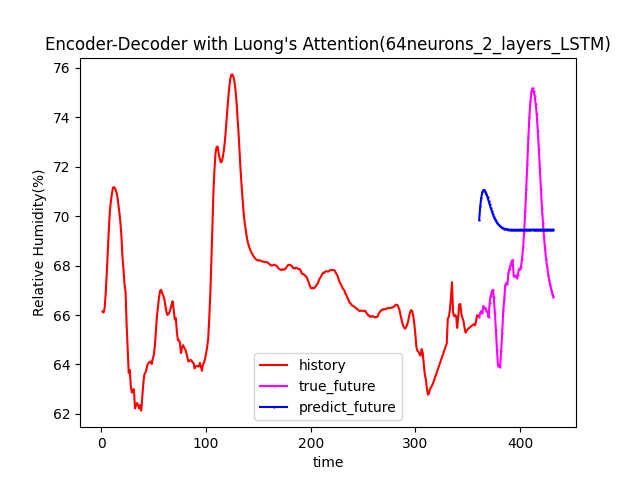 Encoder-Decoder with Luong's Attention(64neurons_2_layers_LSTM)
76
74
72
70
68
66
64
62
Relative Humidity(%)
history
true_future
predict_future
0
100
200
300
400
time